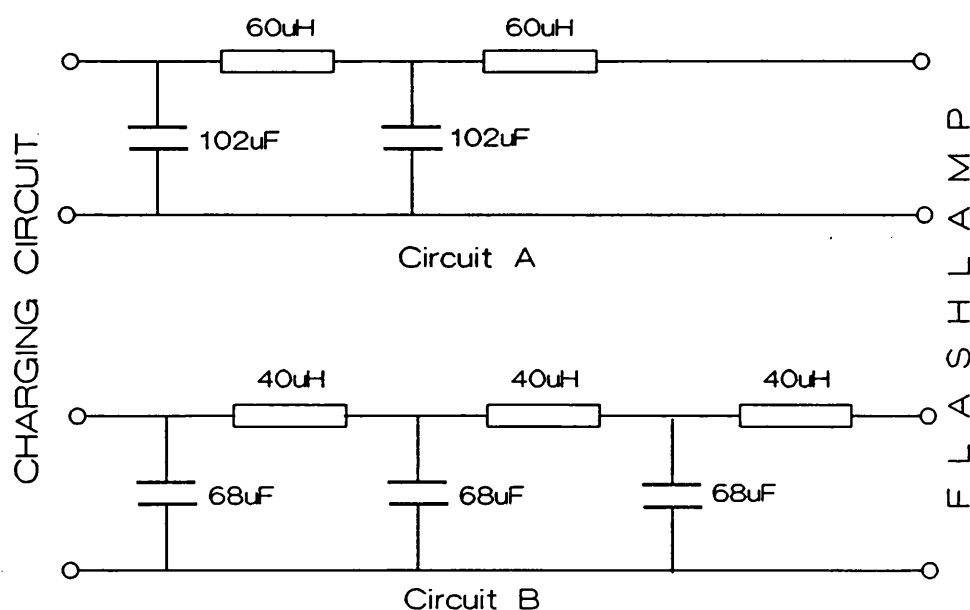 60uH 60uH
102uF 102uF
Circuit A
CHARGING CIRCUIT
FLASHLAMP
40uH 40uH 40uH
68uF 68uF 68uF
Circuit B